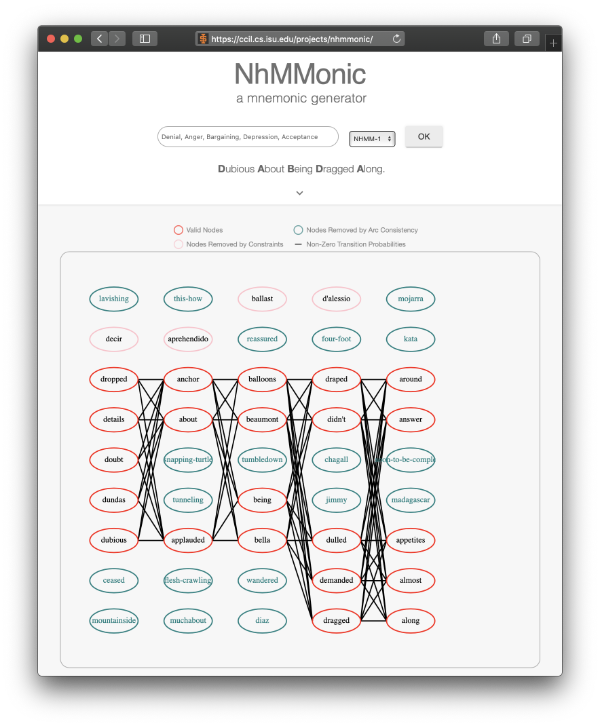 https://ccil.cs.isu.edu/projects/nhmmonic/
NhMMonic
a mnemonic generator
Denial, Anger, Bargaining, Depression, Acceptance NHMM-1 OK
Dubious About Being Dragged Along.
Valid Nodes Nodes Removed by Arc Consistency
Nodes Removed by Constraints Non-Zero Transition Probabilities
lavishing this-how ballast d'alessio mojarra
decir aprehendido reassured four-foot kata
dropped anchor balloons draped around
details about beaumont didn't answer
doubt snapping-turtle tumbledown chagall on-to-be-comple
dundas tunneling being jimmy madagascar
dubious applauded bella dulled appetites
ceased flesh-crawling wandered demanded almost
mountainside muchabout diaz dragged along